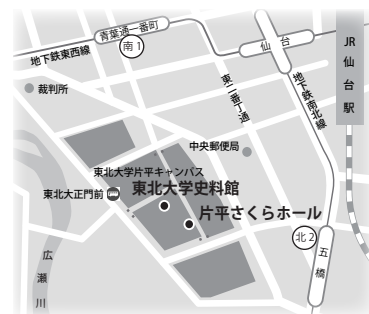 青葉通一番町
南1
地下鉄東西線
仙台
JR仙台駅
裁判所
東二番丁通
地下鉄南北線
中央郵便局
東北大学片平キャンパス
東北大学史料館
東北大正門前
片平さくらホール
北2
五橋
広瀬川